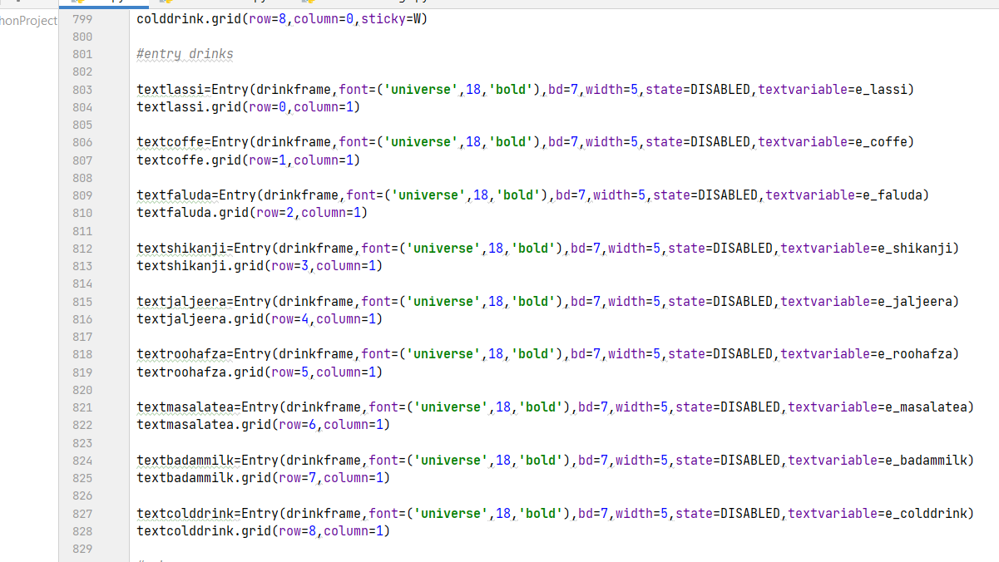 honProject
799 colddrink.grid(row=8,column=0,sticky=W)
800
801 #entry drinks
802
803 textlassi=Entry(drinkframe,font=('universe',18,'bold'),bd=7,width=5,state=DISABLED,textvariable=e_lassi)
804 textlassi.grid(row=0,column=1)
805
806 textcoffe=Entry(drinkframe,font=('universe',18,'bold'),bd=7,width=5,state=DISABLED,textvariable=e_coffe)
807 textcoffe.grid(row=1,column=1)
808
809 textfaluda=Entry(drinkframe,font=('universe',18,'bold'),bd=7,width=5,state=DISABLED,textvariable=e_faluda)
810 textfaluda.grid(row=2,column=1)
811
812 textshikanji=Entry(drinkframe,font=('universe',18,'bold'),bd=7,width=5,state=DISABLED,textvariable=e_shikanji)
813 textshikanji.grid(row=3,column=1)
814
815 textjaljeera=Entry(drinkframe,font=('universe',18,'bold'),bd=7,width=5,state=DISABLED,textvariable=e_jaljeera)
816 textjaljeera.grid(row=4,column=1)
817
818 textroohafza=Entry(drinkframe,font=('universe',18,'bold'),bd=7,width=5,state=DISABLED,textvariable=e_roohafza)
819 textroohafza.grid(row=5,column=1)
820
821 textmasalatea=Entry(drinkframe,font=('universe',18,'bold'),bd=7,width=5,state=DISABLED,textvariable=e_masalatea)
822 textmasalatea.grid(row=6,column=1)
823
824 textbadammilk=Entry(drinkframe,font=('universe',18,'bold'),bd=7,width=5,state=DISABLED,textvariable=e_badammilk)
825 textbadammilk.grid(row=7,column=1)
826
827 textcolddrink=Entry(drinkframe,font=('universe',18,'bold'),bd=7,width=5,state=DISABLED,textvariable=e_colddrink)
828 textcolddrink.grid(row=8,column=1)
829